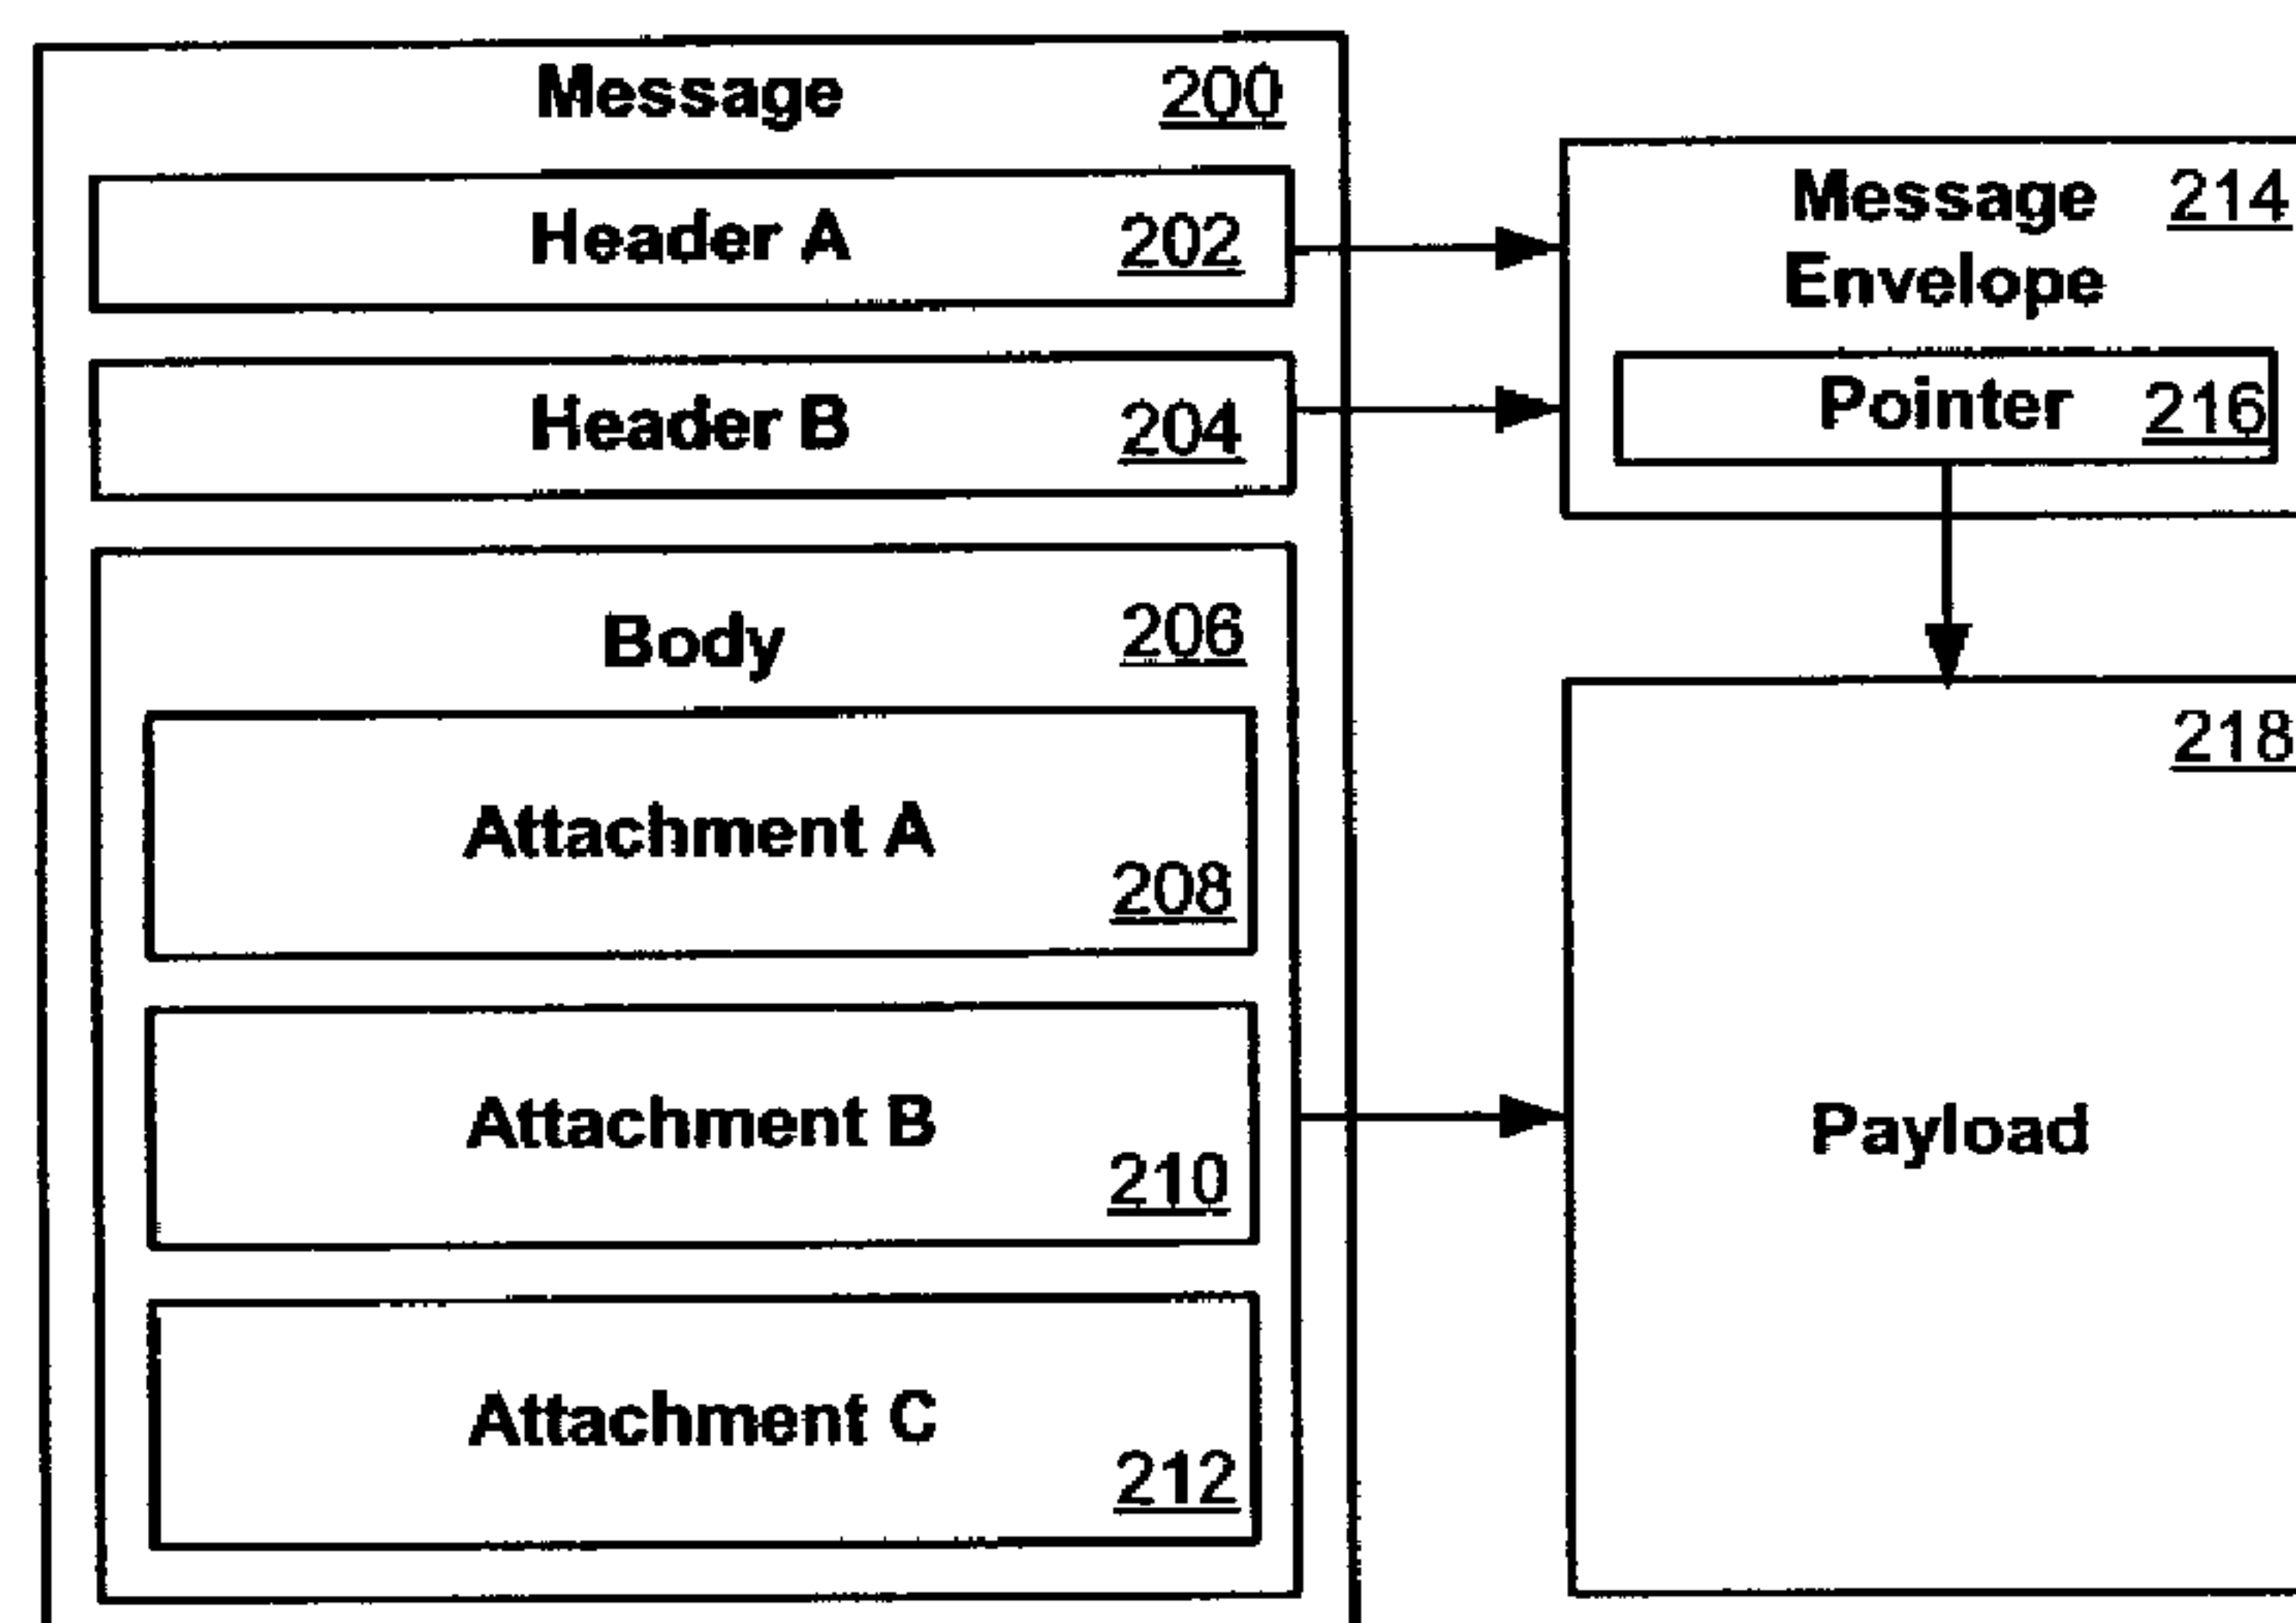 Message 200
Header A 202
Header B 204
Body 206
Attachment A
208
Attachment B
210
Attachment C
212
Message 214
Envelope
Pointer 216
218
Payload